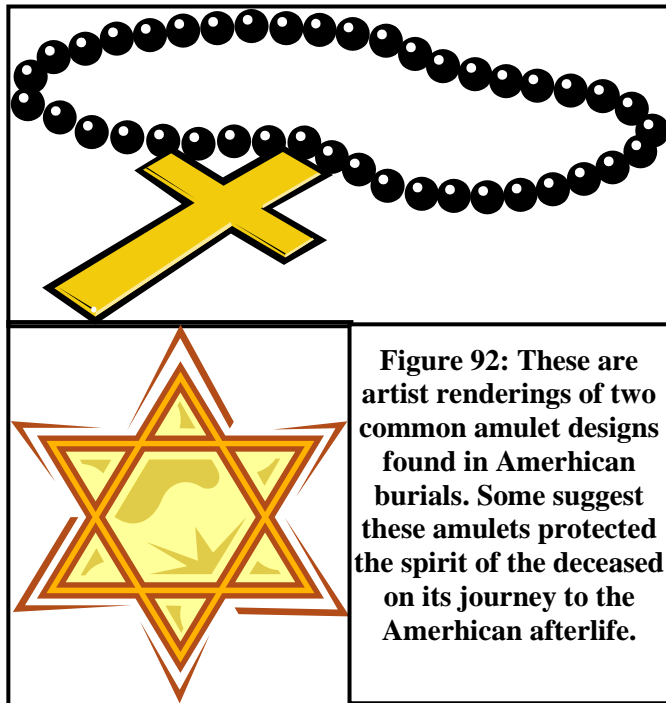 Figure 92: These are
artist renderings of two
common amulet designs
found in Amerhican
burials. Some suggest
these amulets protected
the spirit of the deceased
on its journey to the
Amerhican afterlife.